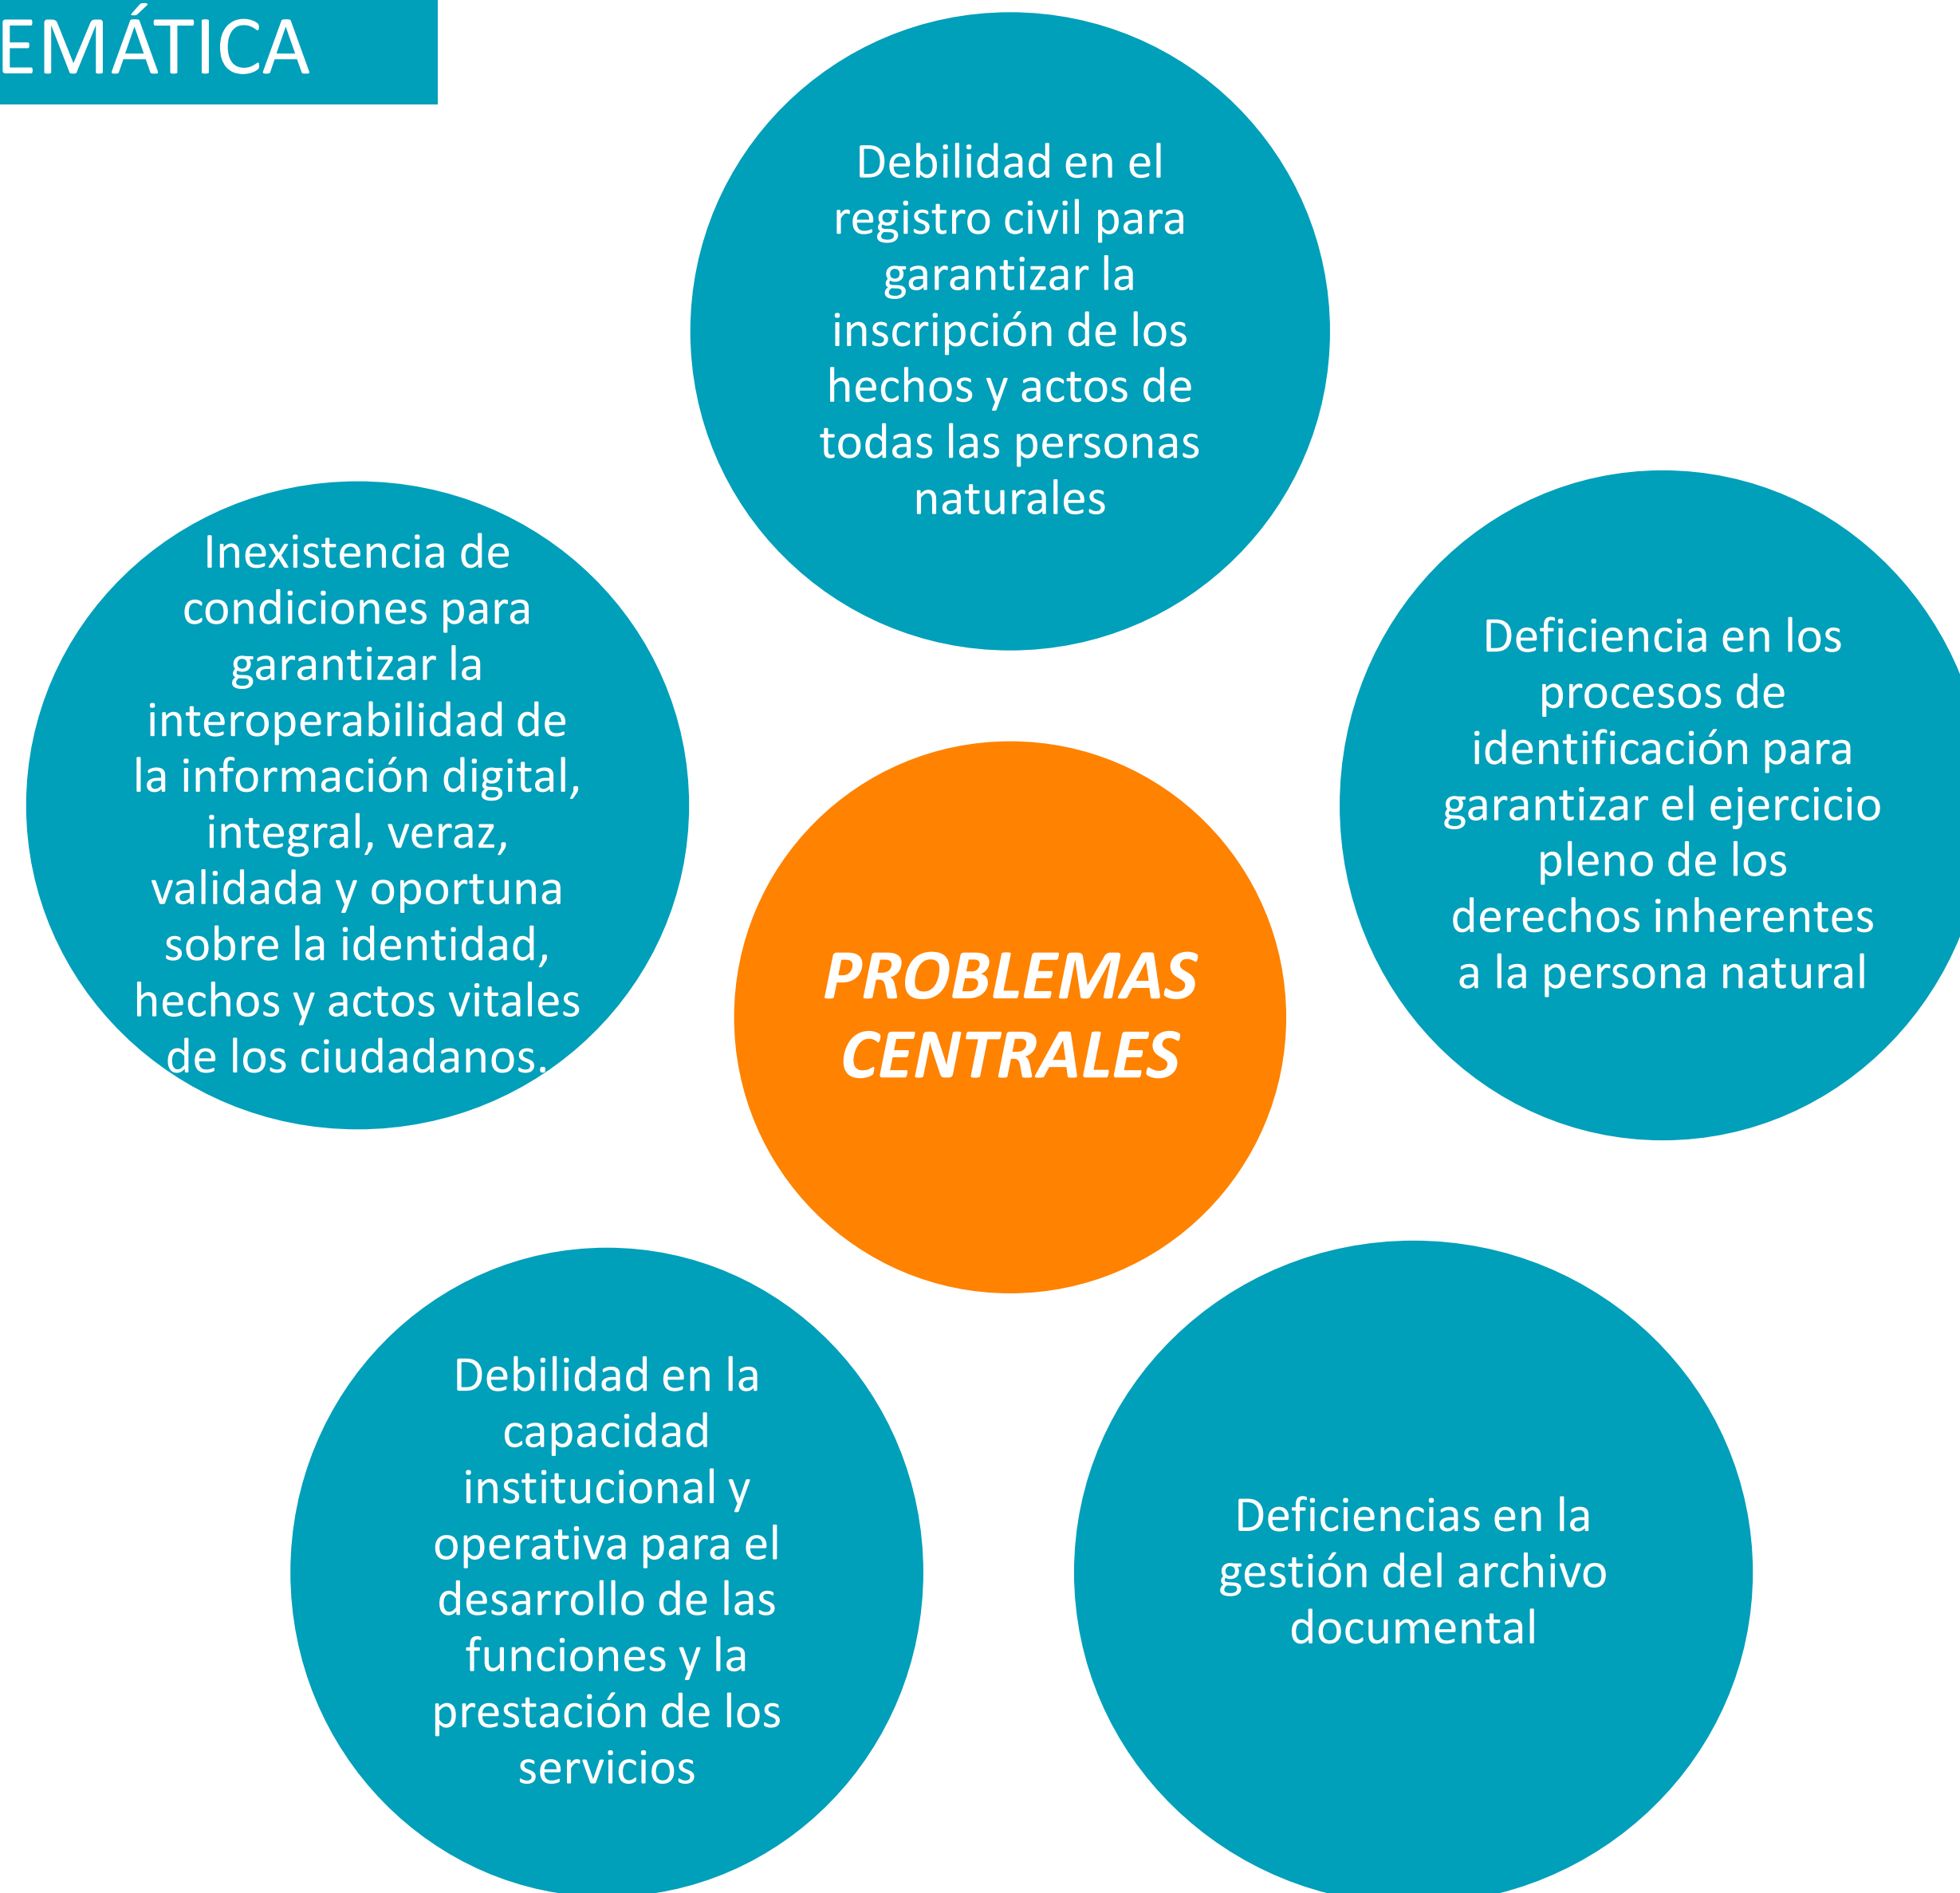 EMÁTICA
Debilidad en el
registro civil para
garantizar la
inscripción de los
hechos y actos de
todas las personas
naturales
Inexistencia de
condiciones para
garantizar la
interoperabilidad de
la información digital,
integral, veraz,
validada y oportuna
sobre la identidad,
hechos y actos vitales
de los ciudadanos.
Deficiencia en los
procesos de
identificación para
garantizar el ejercicio
pleno de los
derechos inherentes
a la persona natural
PROBLEMAS
CENTRALES
Debilidad en la
capacidad
institucional y
operativa para el
desarrollo de las
funciones y la
prestación de los
servicios
Deficiencias en la
gestión del archivo
documental